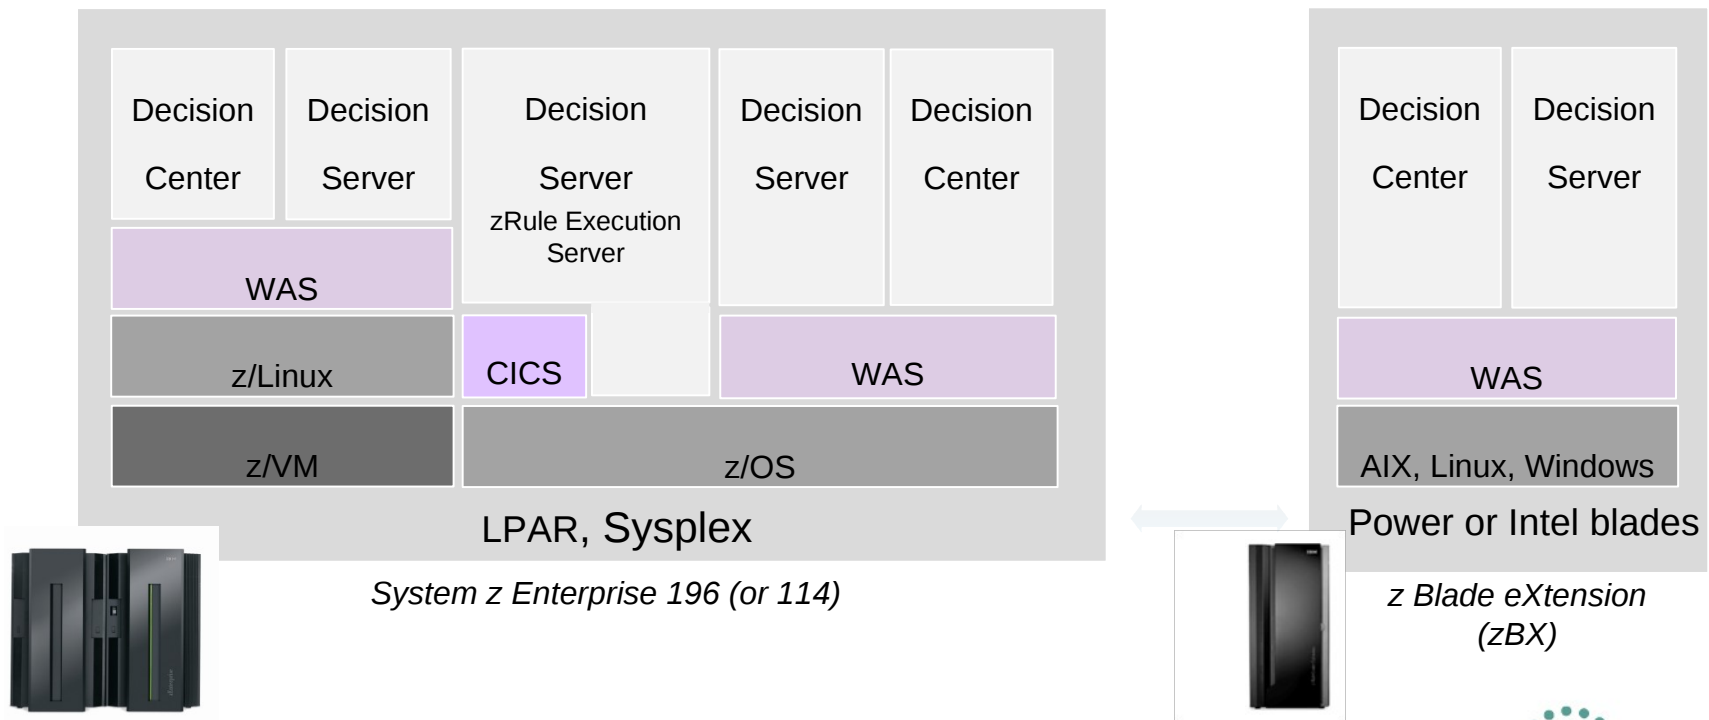 Decision
Center
Decision
Server
Decision
Server
zRule Execution
Server
Decision
Server
Decision
Center
WAS
z/Linux
CICS
WAS
z/VM
z/OS
LPAR, Sysplex
System z Enterprise 196 (or 114)
Decision
Center
Decision
Server
WAS
AIX, Linux, Windows
Power or Intel blades
z Blade eXtension
(zBX)